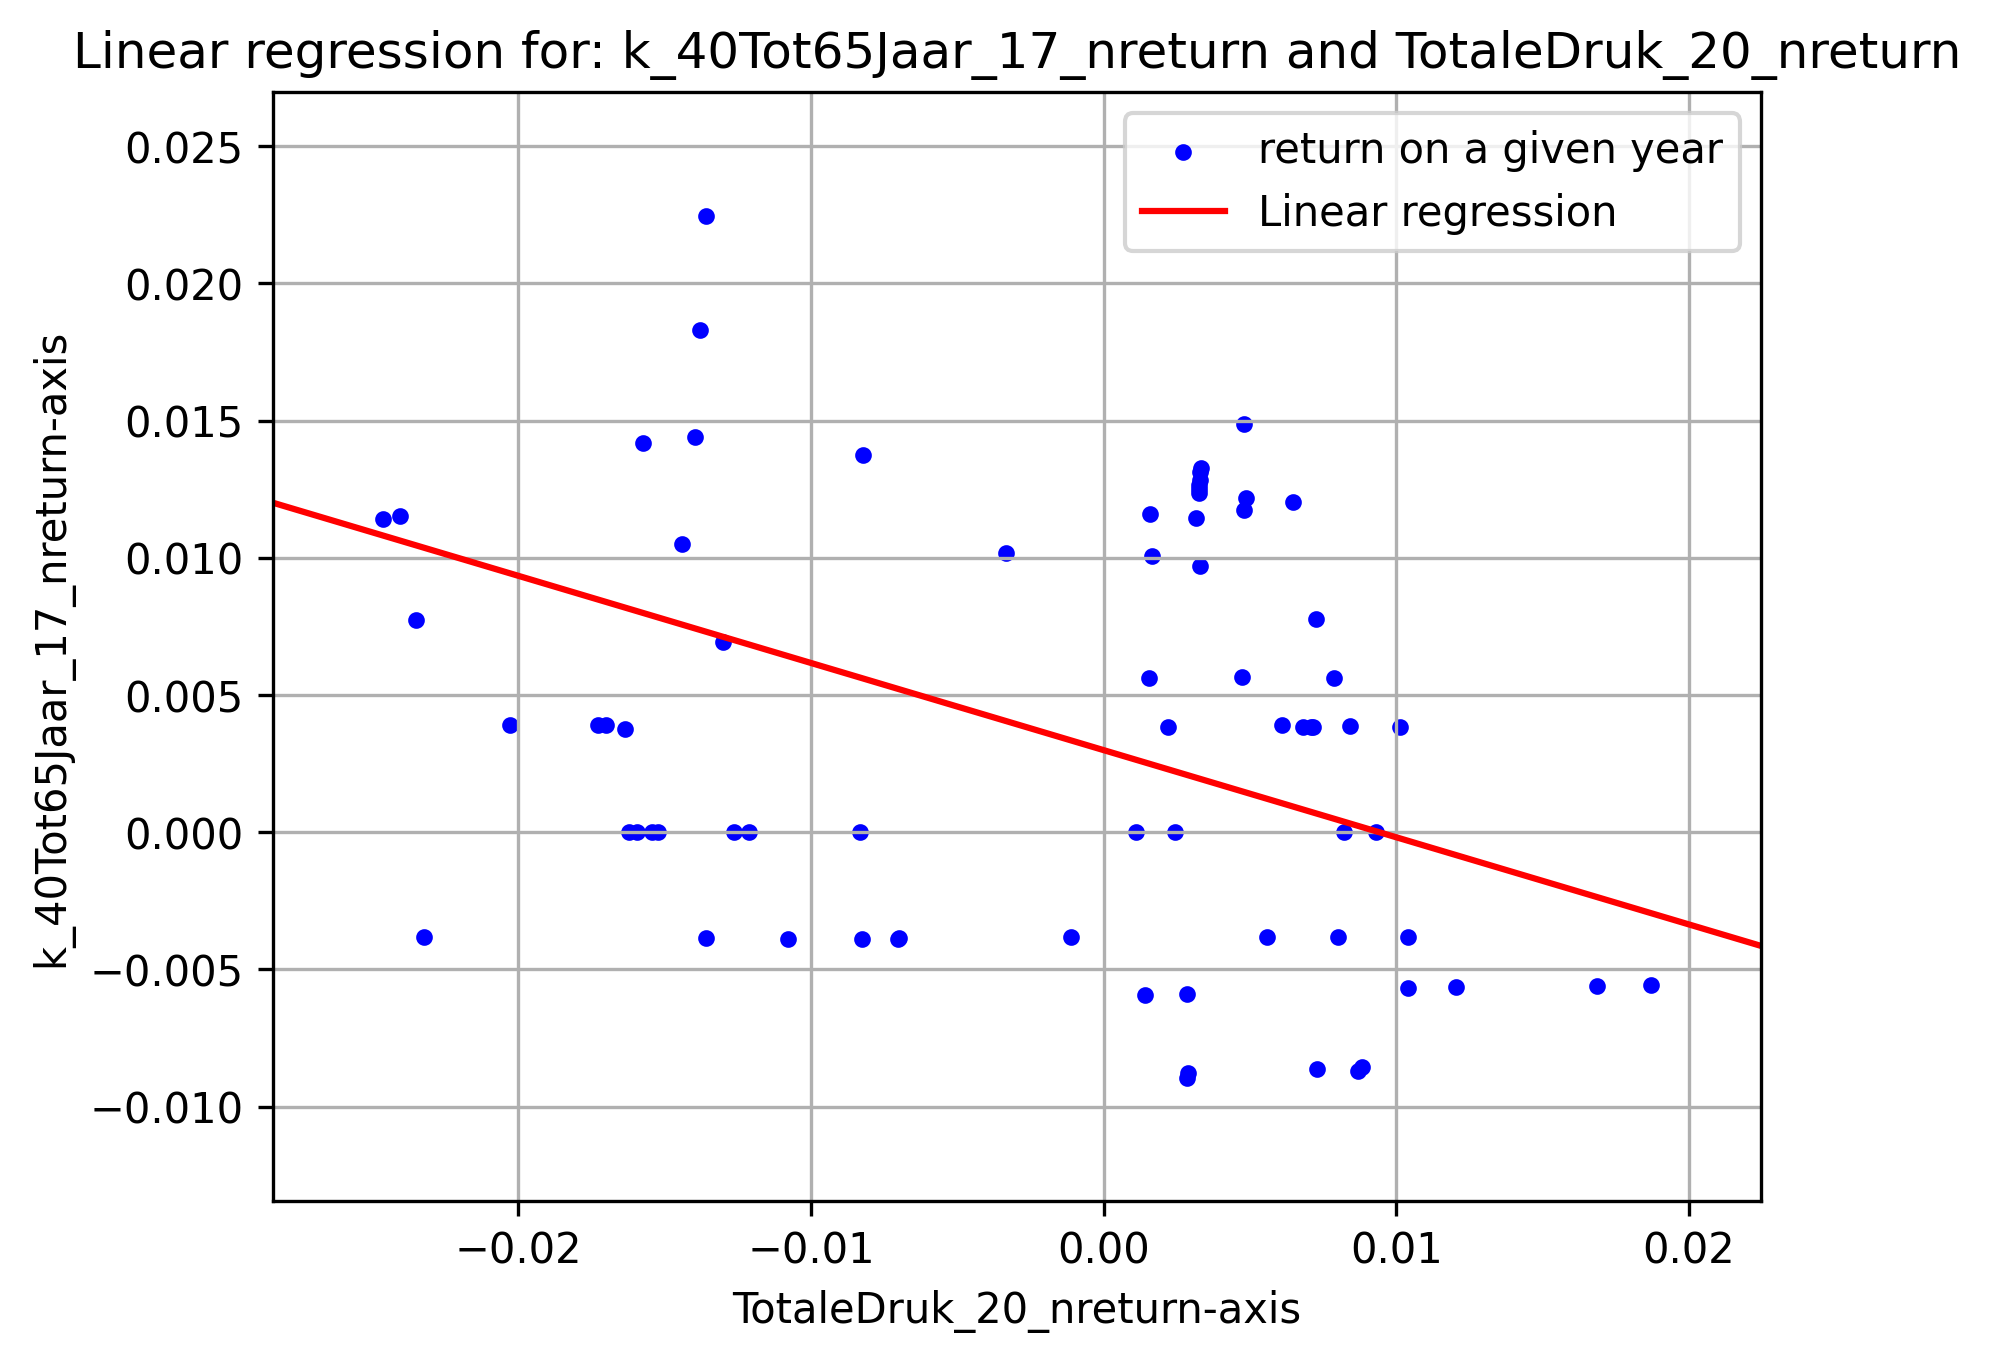 Linear regression for: k_40Tot65Jaar_17_nreturn and TotaleDruk_20_nreturn
return on a given year
Linear regression
k_40Tot65Jaar_17_nreturn-axis
0.025
0.020
0.015
0.010
0.005
0.000
−0.005
−0.010
−0.02
−0.01
0.00
0.01
0.02
TotaleDruk_20_nreturn-axis